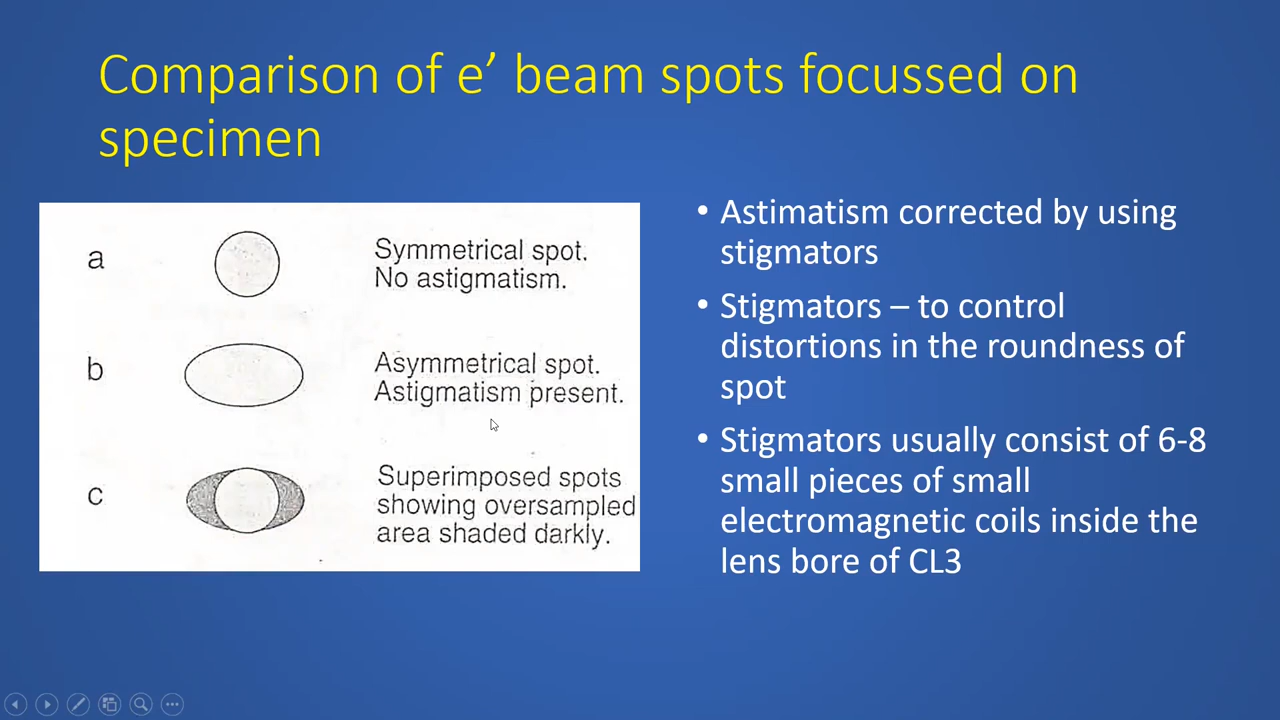 Comparison of e’ beam spots focussed on
specimen
a
Symmetrical spot.
No astigmatism.
b
Asymmetrical spot.
Astigmatism present.
c
Superimposed spots
showing oversampled
area shaded darkly.
• Astimatism corrected by using
stigmators
• Stigmators – to control
distortions in the roundness of
spot
• Stigmators usually consist of 6-8
small pieces of small
electromagnetic coils inside the
lens bore of CL3